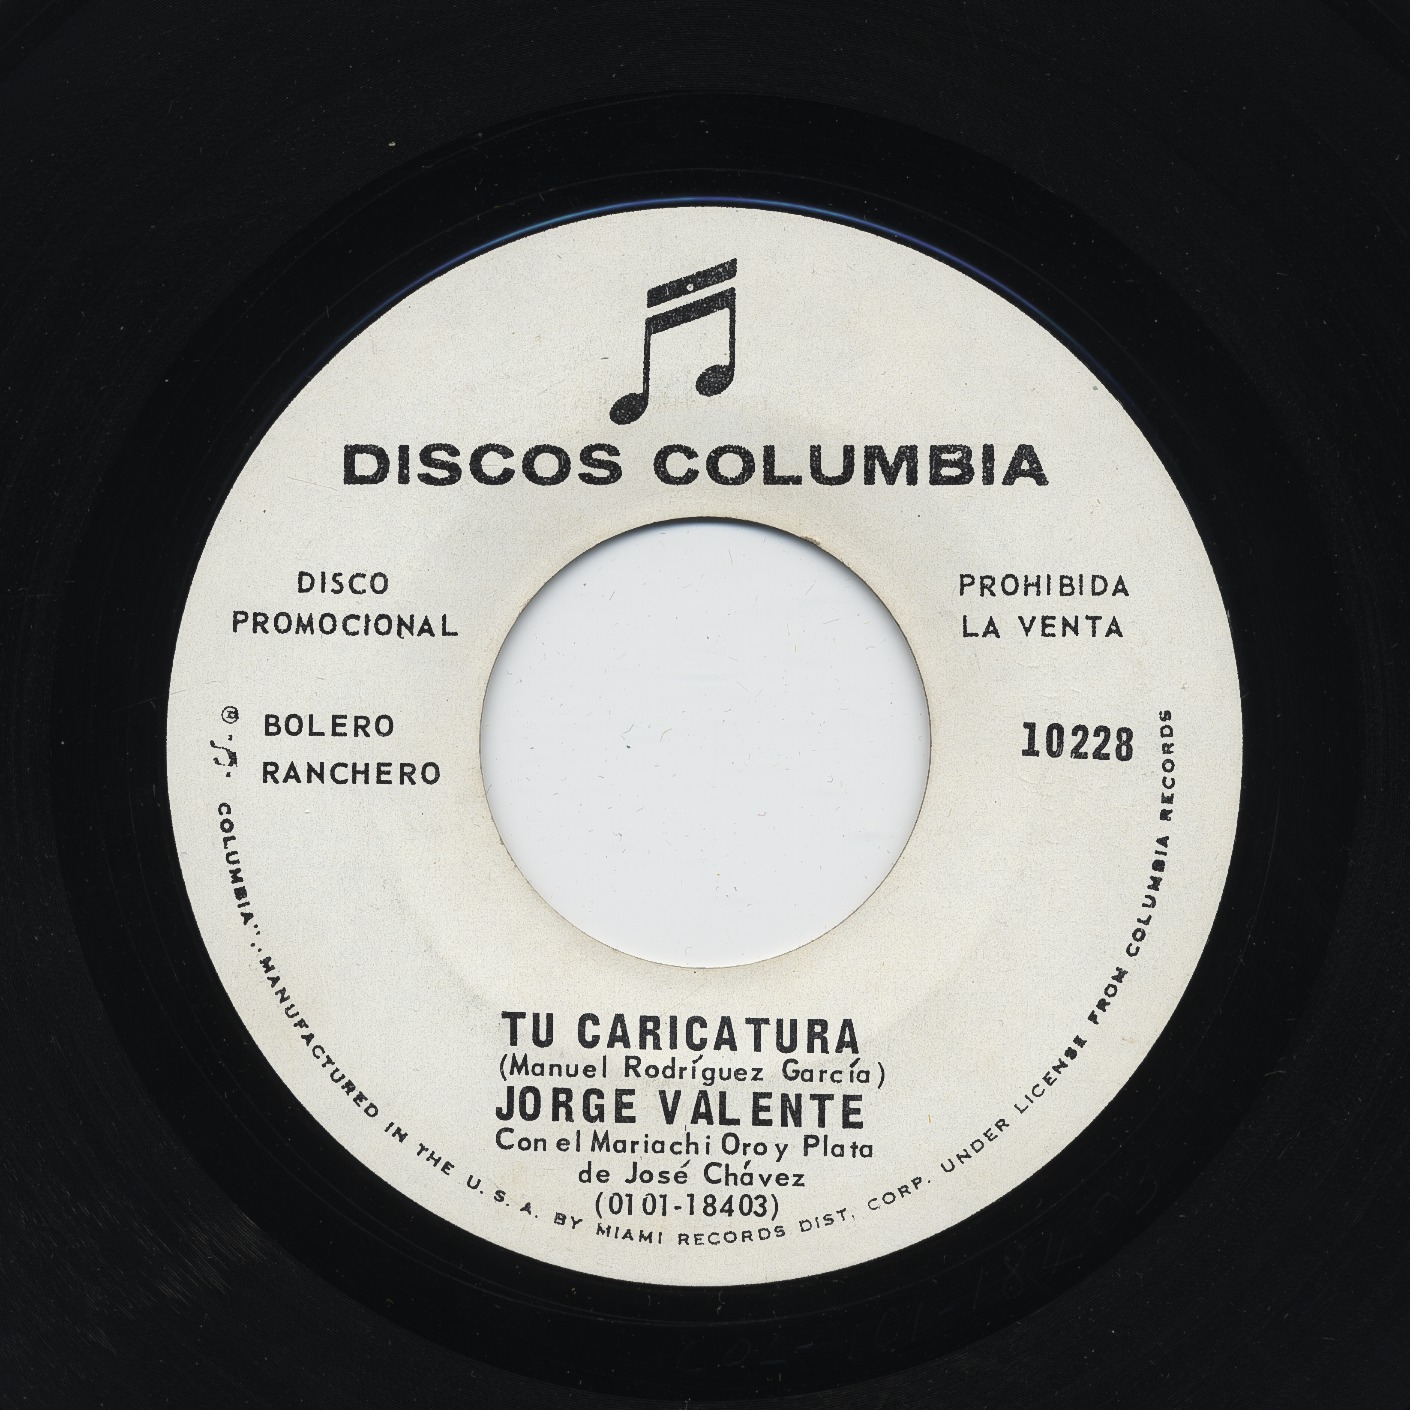 DISCOS COLUMBIA
DISCO
PROMOCIONAL
PROHIBIDA
LA VENTA
BOLERO
RANCHERO
10228
TU CARICATURA
(Manuel Rodríguez García)
JORGE VALENTE
Con el Mariachi Oro y Plata
de José Chávez
(0101-18403)
® COLUMBIA". MANUFACTURED IN THE U. S. A. BY MIAMI RECORDS DIST. CORP. UNDER LICENSE FROM COLUMBIA RECORDS